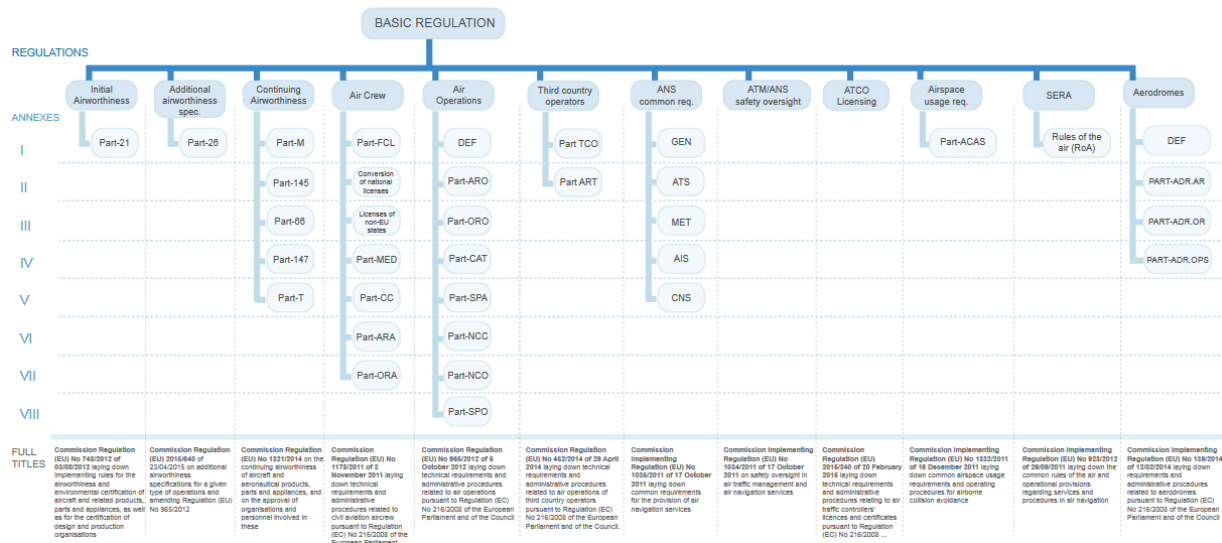 BASIC REGULATION
REGULATIONS
Initial
Airworthiness
Additional
airworthiness
spec.
Continuing
Airworthiness
Air Crew
Air
Operations
Third country
operators
ANS
common req.
ATM/ANS
safety oversight
ATCO
Licensing
Airspace
usage req.
SERA
Aerodromes
ANNEXES
I
Part-21
Part-26
Part-M
Part-FCL
DEF
Part TCO
GEN
Part-ACAS
Rules of the
air (RoA)
DEF
II
Part-145
Conversion
of national
licenses
Part-ARO
Part ART
ATS
PART-ADR.AR
III
Part-66
Licenses of
non-EU
states
Part-ORO
MET
PART-ADR.OR
IV
Part-147
Part-MED
Part-CAT
AIS
PART-ADR.OPS
V
Part-T
Part-CC
Part-SPA
CNS
VI
Part-ARA
Part-NCC
VII
Part-ORA
Part-NCO
VIII
Part-SPO
FULL
TITLES
Commission Regulation
(EU) No 748/2012 of
03/08/2012 laying down
implementing rules for the
airworthiness and
environmental certification of
aircraft and related products,
parts and appliances, as well
as for the certification of
design and production
organisations
Commission Regulation
(EU) 2015/640 of
23/04/2015 on additional
airworthiness
specifications for a given
type of operations and
amending Regulation (EU)
No 965/2012
Commission Regulation
(EU) No 1321/2014 on the
continuing airworthiness
of aircraft and
aeronautical products,
parts and appliances, and
on the approval of
organisations and
personnel involved in
these
Commission
Regulation (EU) No
1178/2011 of 3
November 2011 laying
down technical
requirements and
administrative
procedures related to
civil aviation aircrew
pursuant to Regulation
(EC) No 216/2008 of the
European Parliament
Commission Regulation
(EU) No 965/2012 of 5
October 2012 laying down
technical requirements and
administrative procedures
related to air operations
pursuant to Regulation (EC)
No 216/2008 of the European
Parliament and of the Council
Commission Regulation
(EU) No 452/2014 of 29 April
2014 laying down technical
requirements and
administrative procedures
related to air operations of
third country operators
pursuant to Regulation (EC)
No 216/2008 of the European
Parliament and of the Council.
Commission
Implementing
Regulation (EU) No
1035/2011 of 17 October
2011 laying down
common requirements
for the provision of air
navigation services
Commission Implementing
Regulation (EU) No
1034/2011 of 17 October
2011 on safety oversight in
air traffic management and
air navigation services
Commission
Regulation (EU)
2015/340 of 20 February
2015 laying down
technical requirements
and administrative
procedures relating to air
traffic controllers'
licences and certificates
pursuant to Regulation
(EC) No 216/2008 ...
Commission Implementing
Regulation (EU) No 1332/2011
of 16 December 2011 laying
down common airspace usage
requirements and operating
procedures for airborne
collision avoidance
Commission Implementing
Regulation (EU) No 923/2012
of 26/09/2011 laying down the
common rules of the air and
operational provisions
regarding services and
procedures in air navigation
Commission Implementing
Regulation (EU) No 139/2014
of 12/02/2014 laying down
requirements and
administrative procedures
related to aerodromes
pursuant to Regulation (EC)
No 216/2008 of the European
Parliament and of the Council